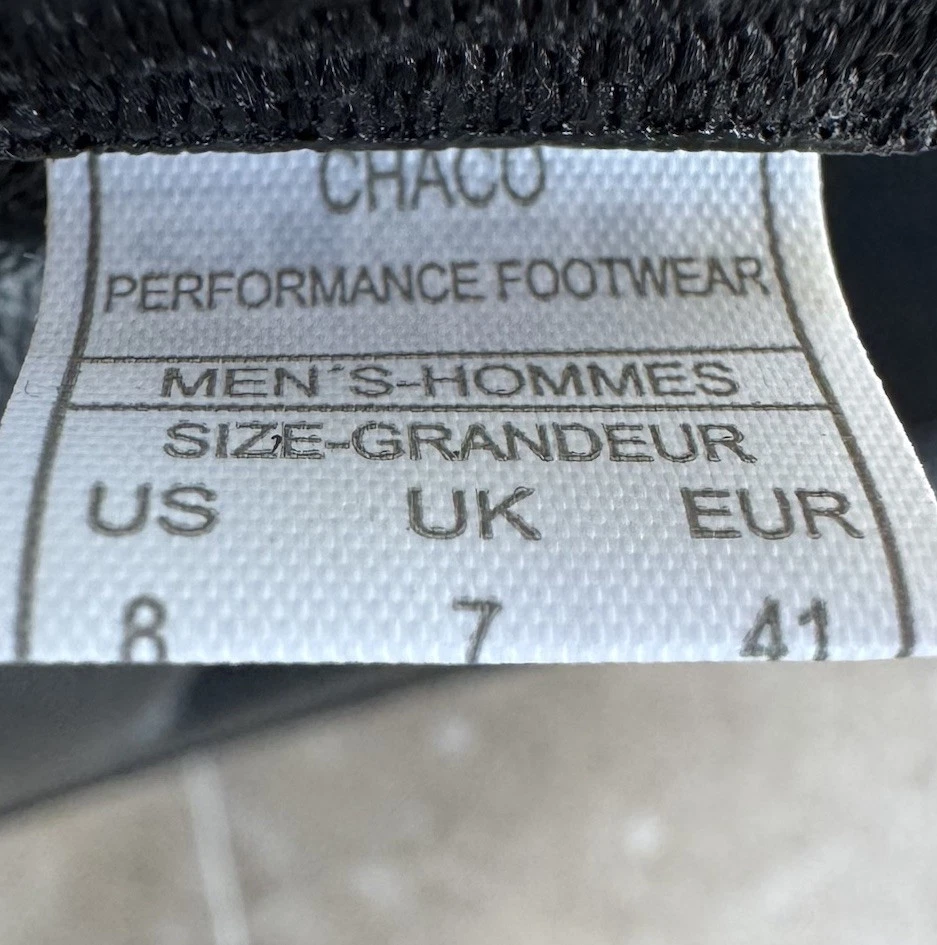 CHACO
PERFORMANCE FOOTWEAR
MEN´S-HOMMES
SIZE-GRANDEUR
US UK EUR
8 7 41